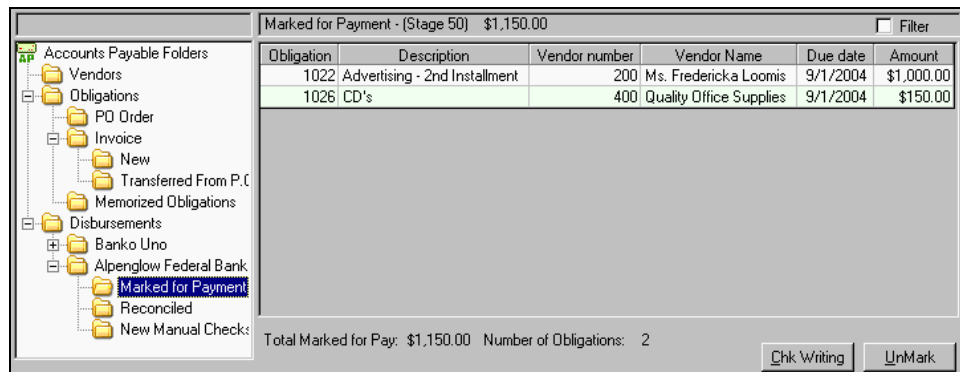 Marked for Payment - (Stage 50) $1,150.00 Filter
AP Accounts Payable Folders
Vendors
Obligations
PO Order
Invoice
New
Transferred From P.O
Memorized Obligations
Disbursements
Banko Uno
Alpenglow Federal Bank
Marked for Payment
Reconciled
New Manual Checks
Obligation Description Vendor number Vendor Name Due date Amount
1022 Advertising - 2nd Installment 200 Ms. Fredericka Loomis 9/1/2004 $1,000.00
1026 CD's 400 Quality Office Supplies 9/1/2004 $150.00
Total Marked for Pay: $1,150.00 Number of Obligations: 2
Chk Writing UnMark